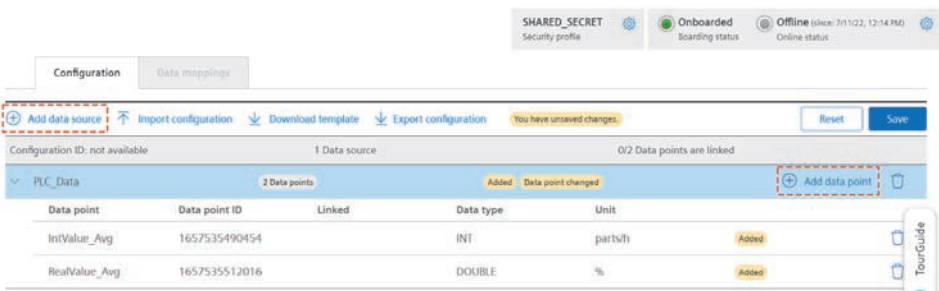 SHARED_SECRET
Security profile
Onboarded
Boarding status
Offline (since: 7/11/22, 12:14 PM)
Online status
Configuration
Data mappings
Add data source
Import configuration
Download template
Export configuration
You have unsaved changes.
Reset
Save
Configuration ID: not available
1 Data source
0/2 Data points are linked
PLC_Data
2 Data points
Added
Data point changed
Add data point
Data point Data point ID Linked Data type Unit
IntValue_Avg 1657535490454 INT parts/h Added
RealValue_Avg 1657535512016 DOUBLE % Added
TourGuide